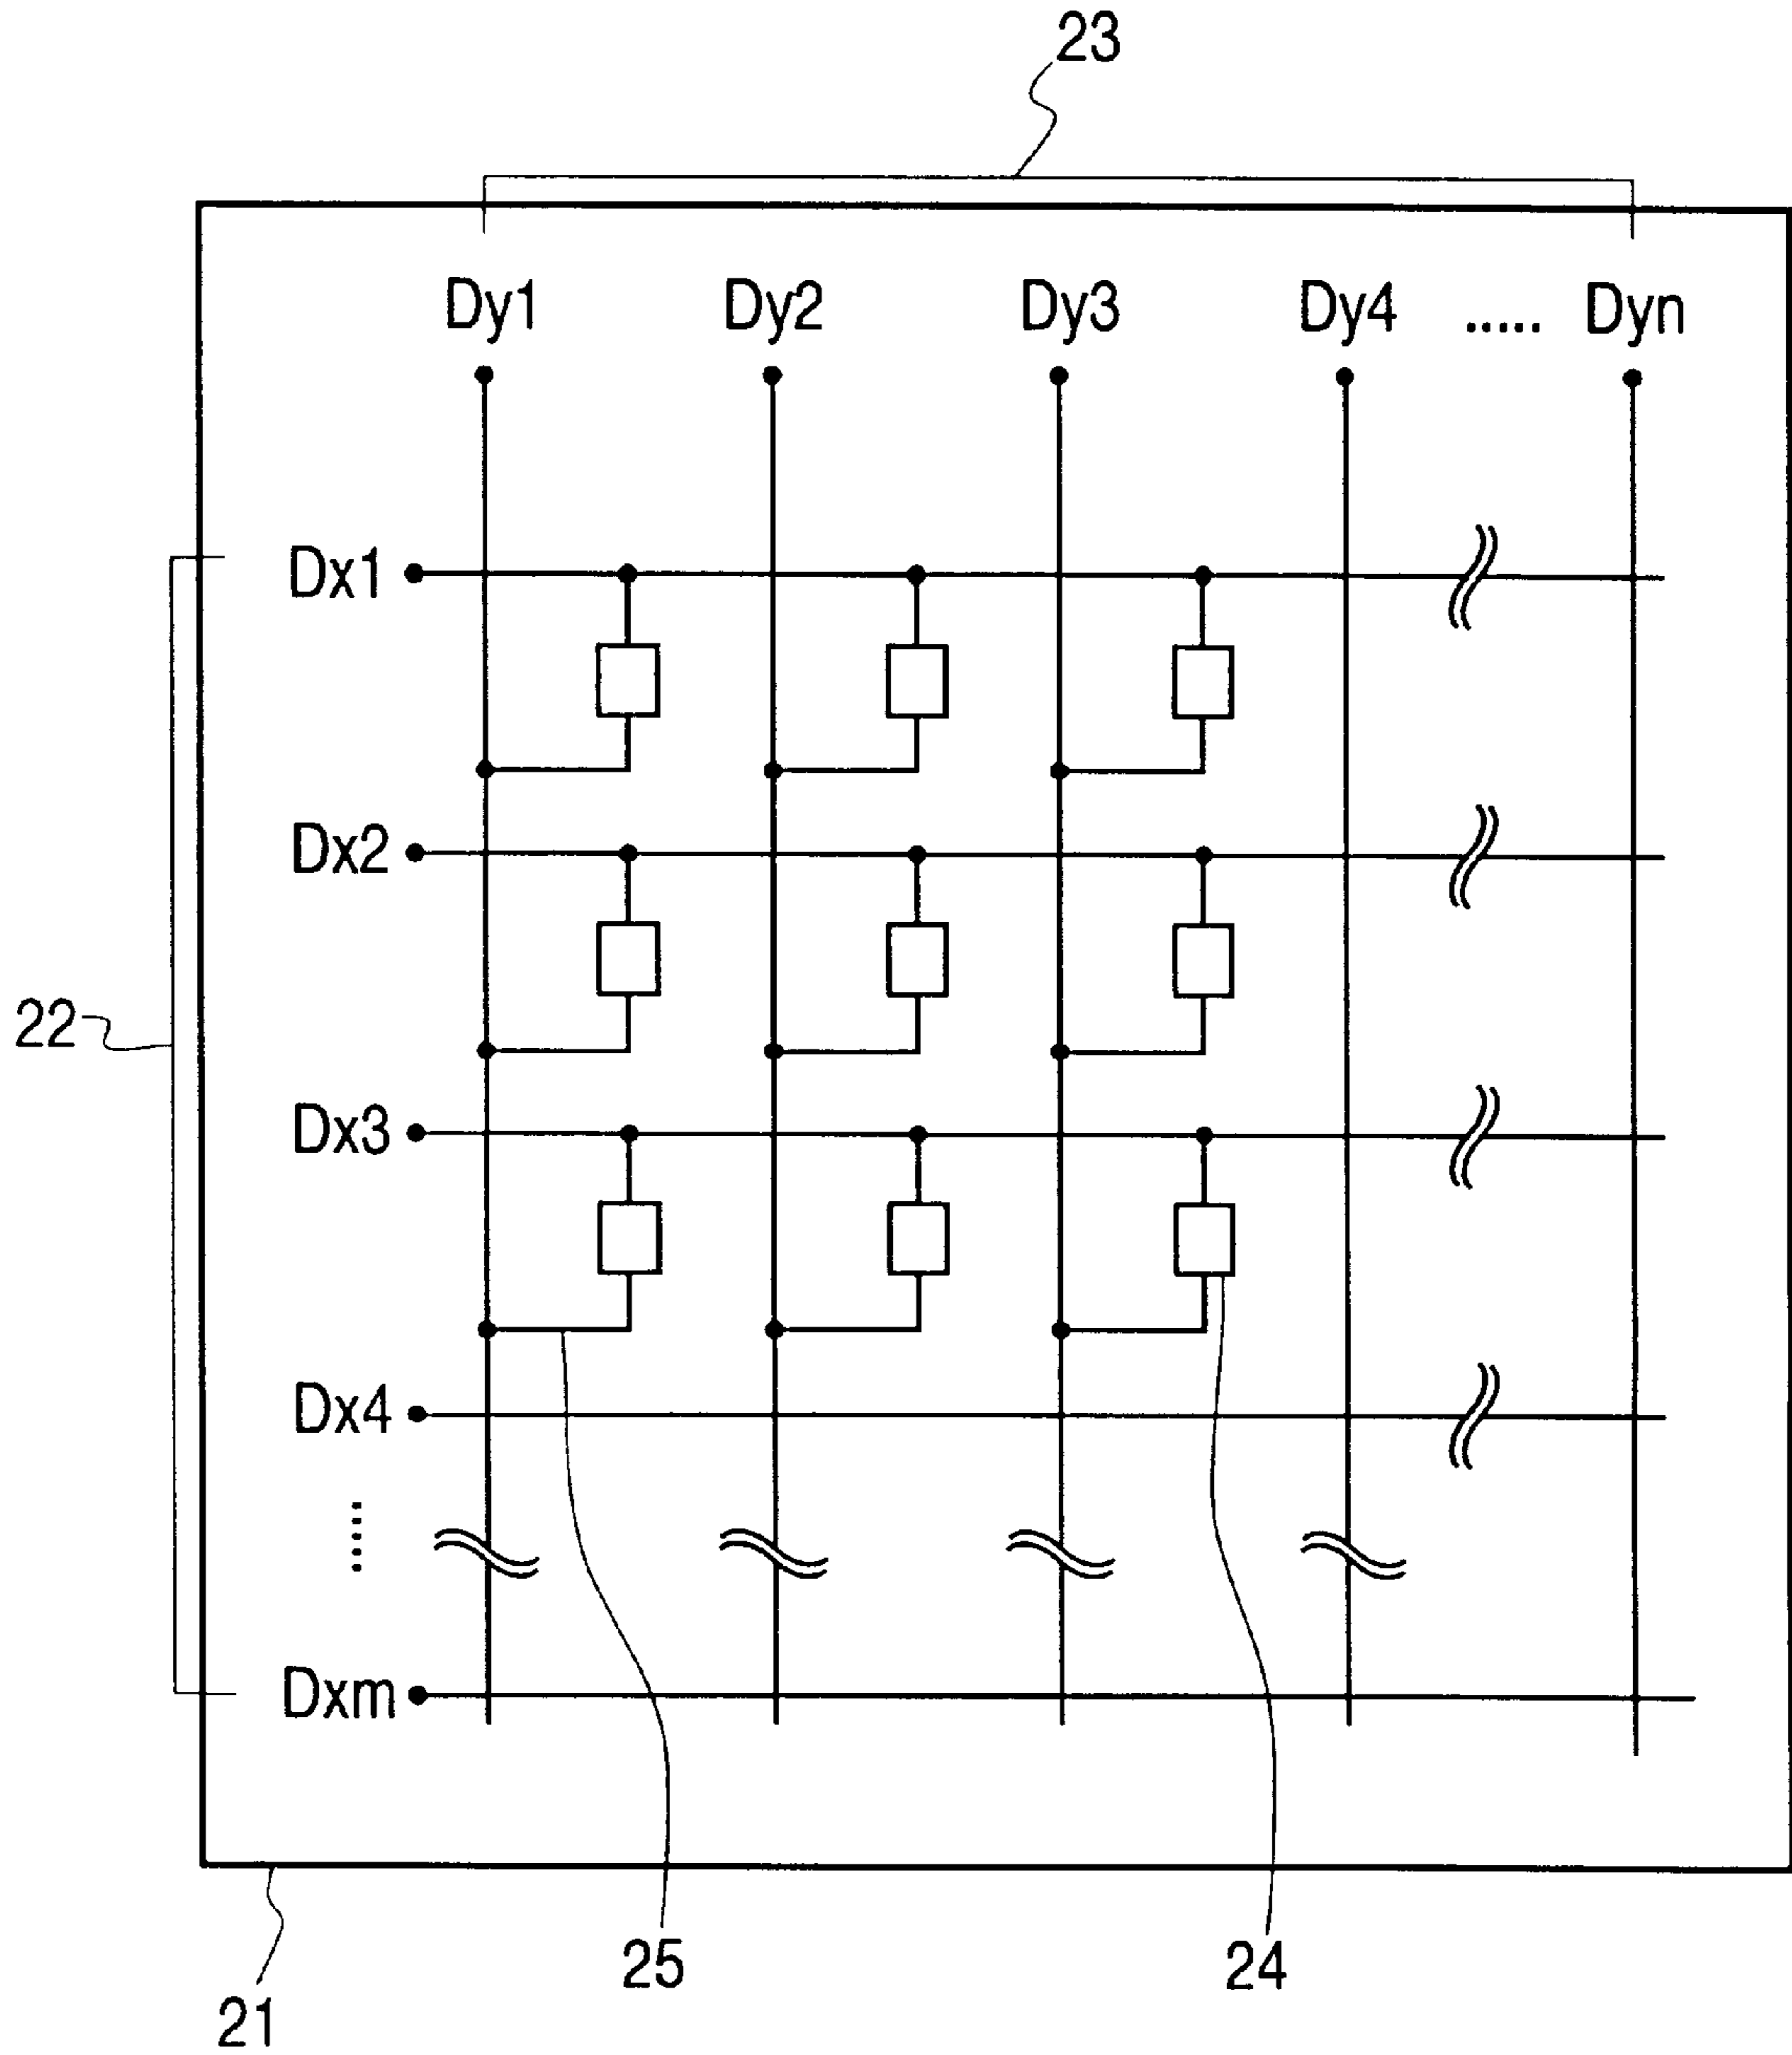 23
Dy1 Dy2 Dy3 Dy4 ..... Dyn
Dx1
Dx2
22
Dx3
Dx4
.....
Dxm
25
24
21